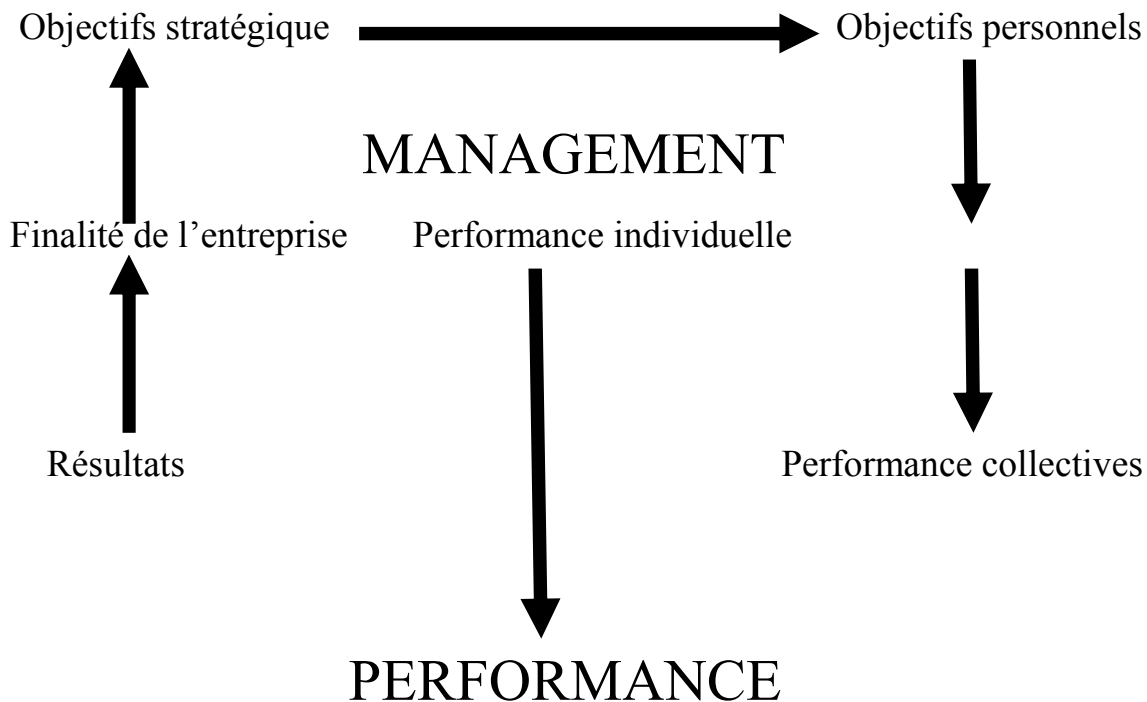 Objectifs stratégique Objectifs personnels
MANAGEMENT
Finalité de l’entreprise Performance individuelle
Résultats Performance collectives
PERFORMANCE